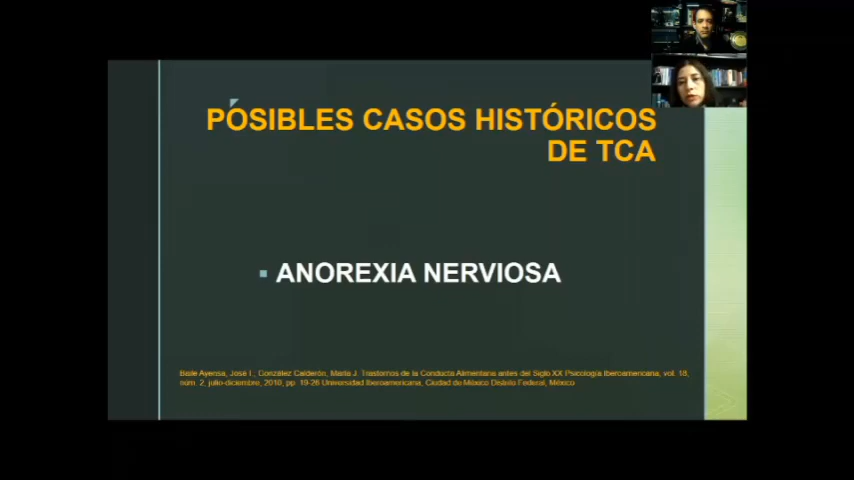 POSIBLES CASOS HISTÓRICOS
DE TCA
ANOREXIA NERVIOSA
Baile Ayensa, José I.; González Calderón, María J. Trastornos de la Conducta Alimentaria antes del Siglo XX Psicología Iberoamericana, vol. 18,
núm. 2, julio-diciembre, 2010, pp. 19-26 Universidad Iberoamericana, Ciudad de México Distrito Federal, México